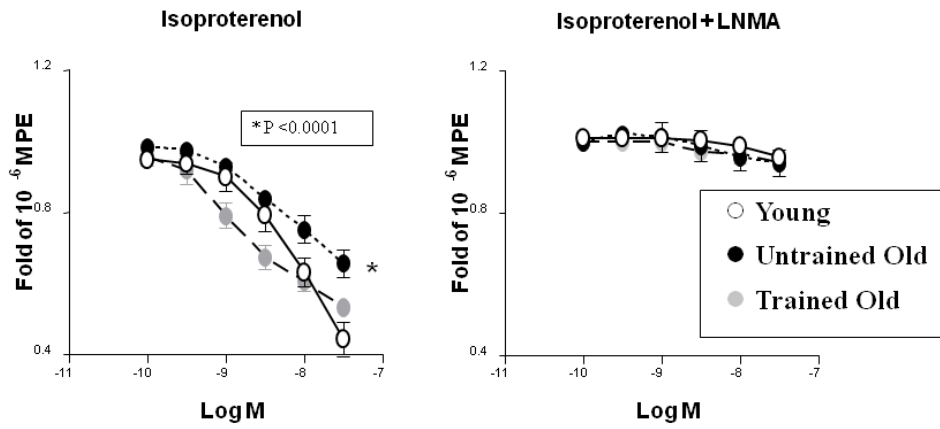 Isoproterenol
Isoproterenol+LNMA
1.2
0.8
0.4
Fold of 10 -6 MPE
*P <0.0001
*
-11
-10
-9
-8
-7
Log M
1.2
0.8
0.4
Fold of 10 -6 MPE
Young
Untrained Old
Trained Old
-11
-10
-9
-8
-7
Log M